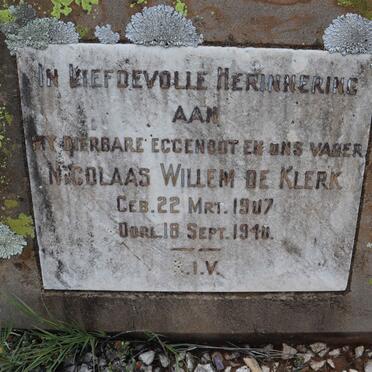 IN LIEFDEVOLLE HERINNERING
AAN
MY DIERBARE EGGENOOT EN ONS VADER
NICOLAAS WILLEM DE KLERK
GEB. 22 MRT. 1907
OORL. 18 SEPT.